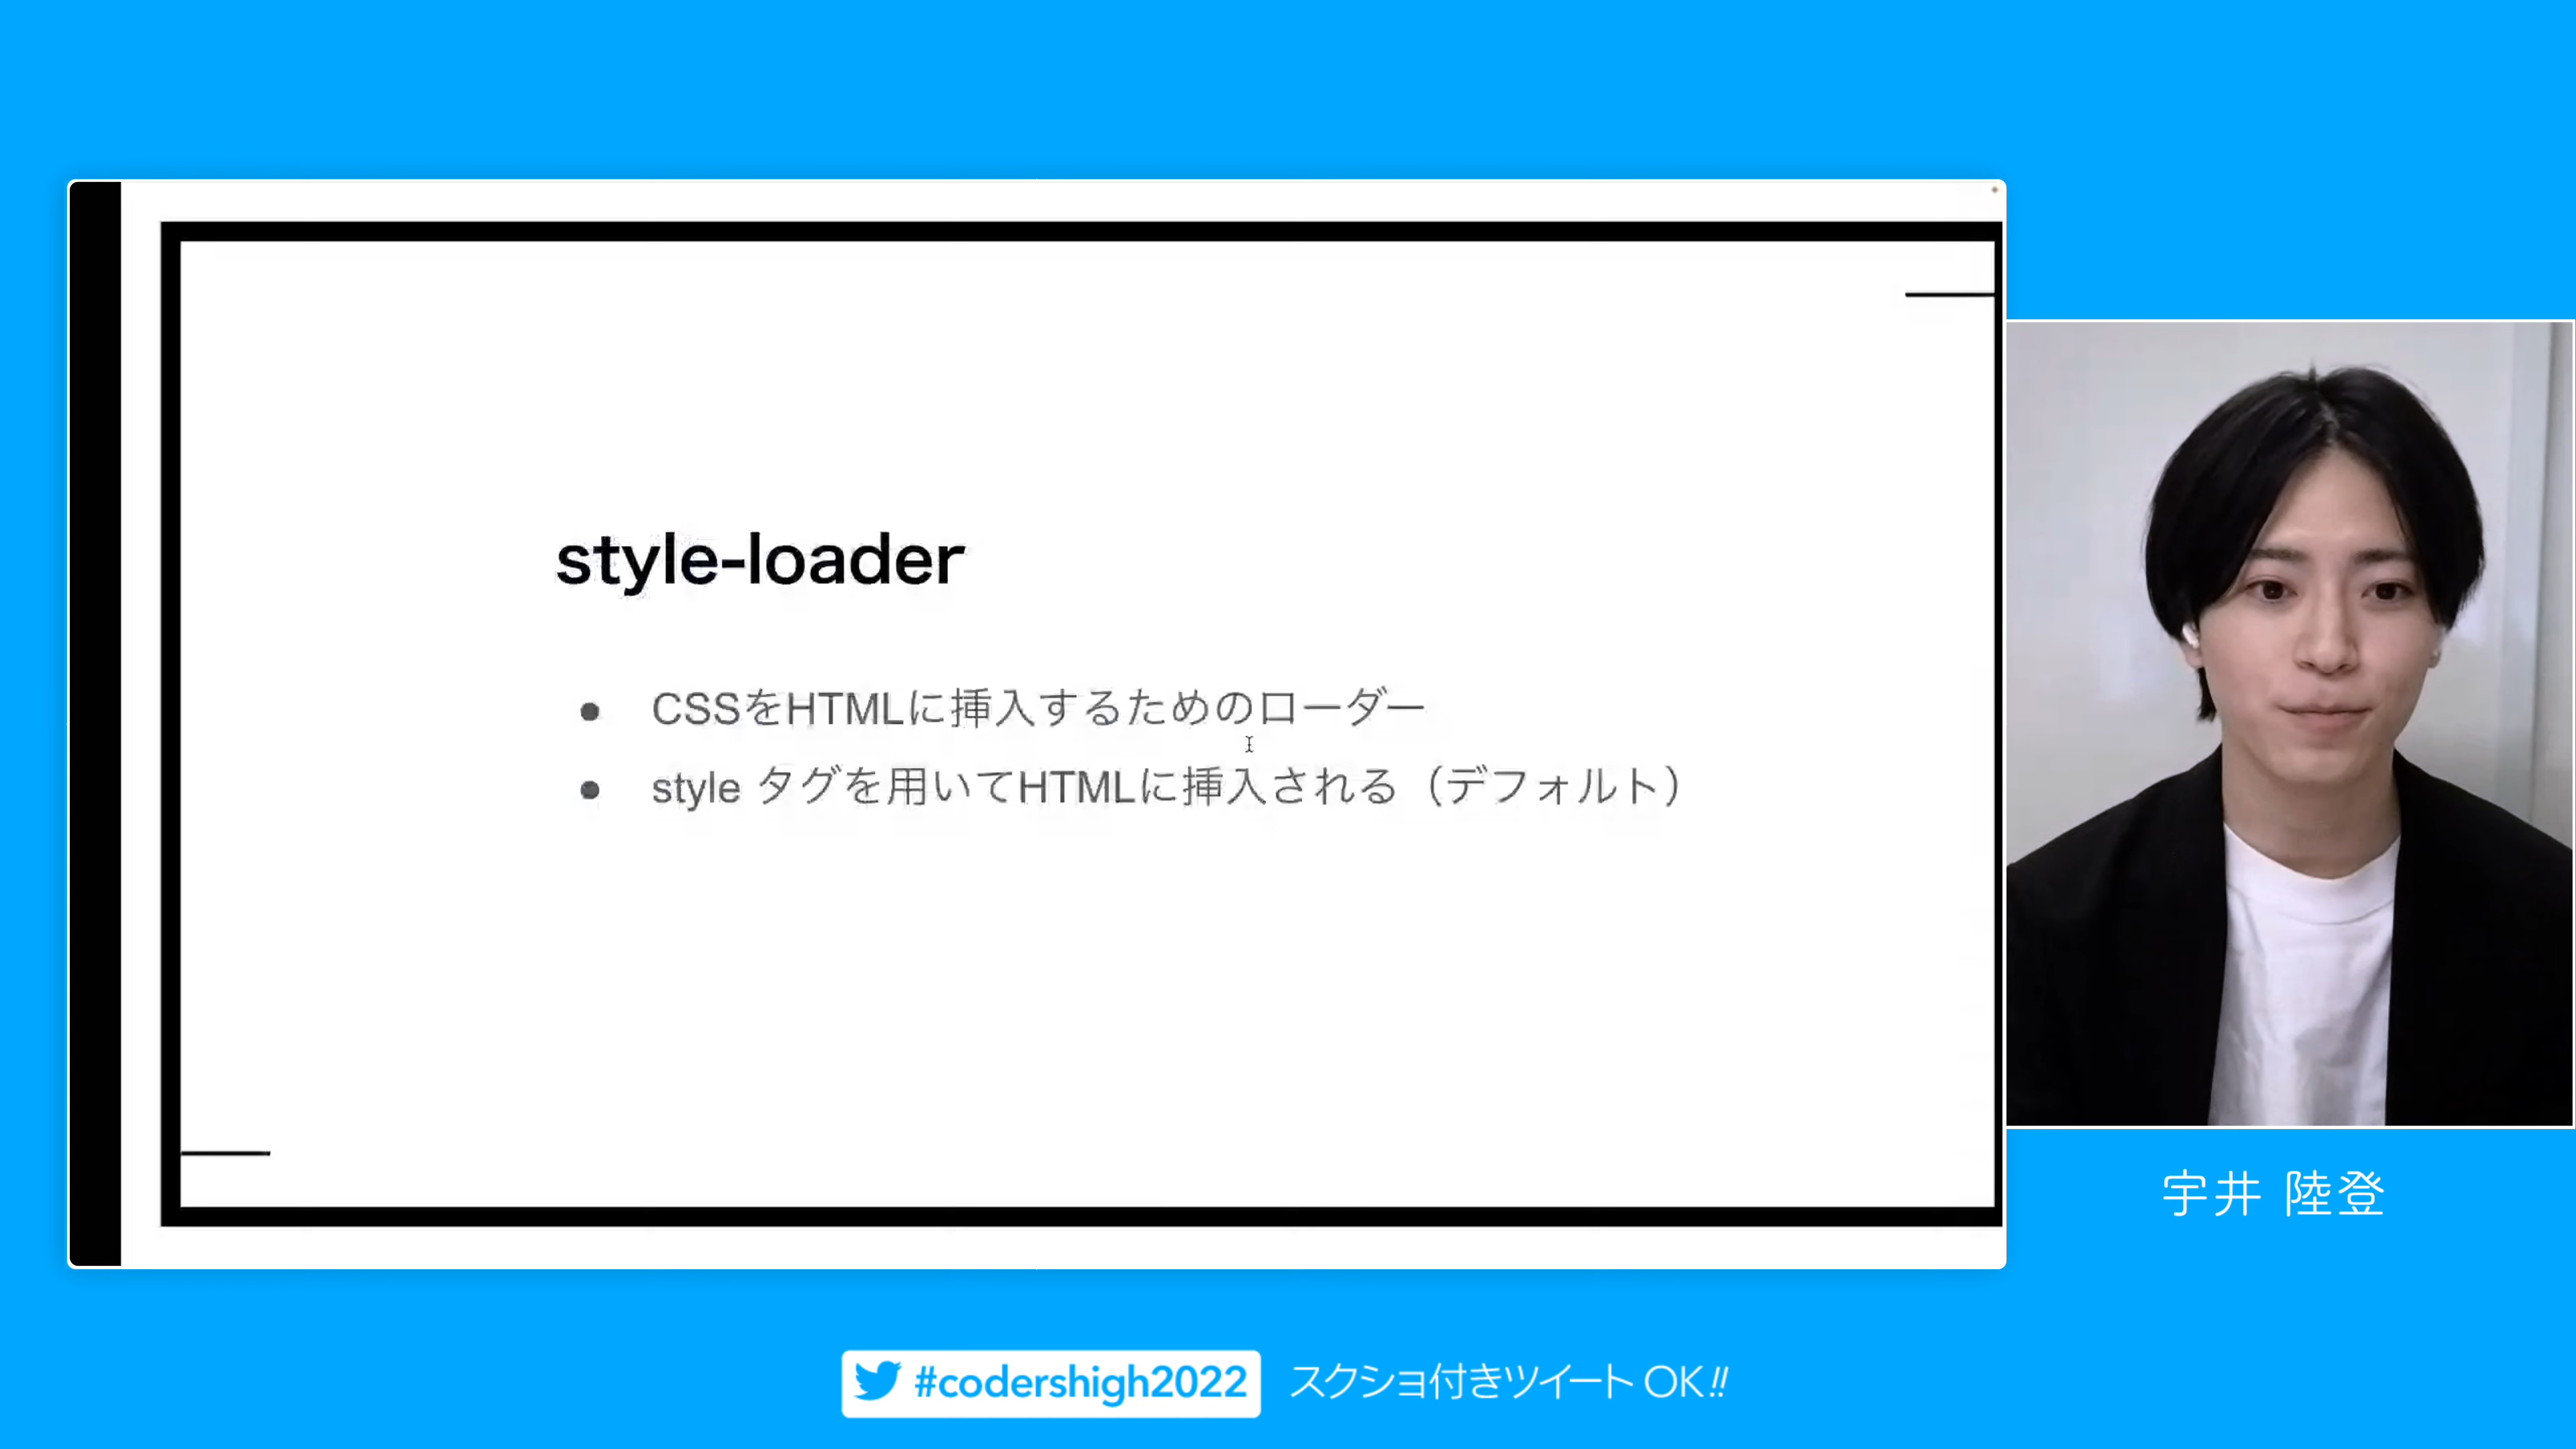 style-loader
● CSSをHTMLに挿入するためのローダー
● style タグを用いてHTMLに挿入される（デフォルト）
宇井 陸登
#codershigh2022 スクショ付きツイート OK!!